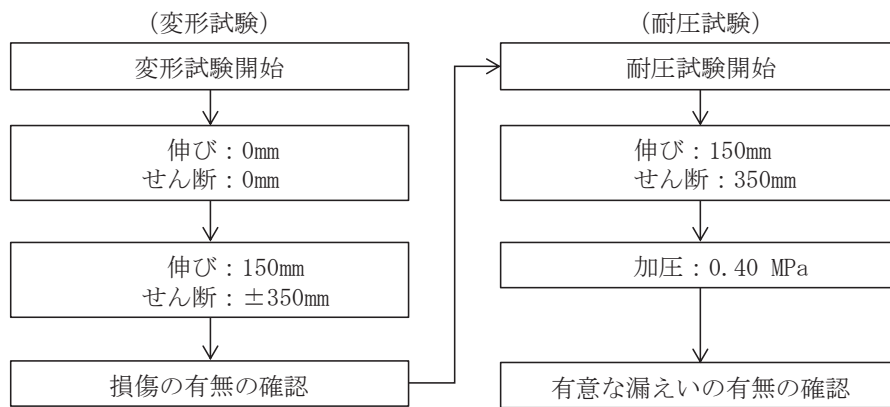 （変形試験）
変形試験開始
伸び：0mm
せん断：0mm
伸び：150mm
せん断：±350mm
損傷の有無の確認
（耐圧試験）
耐圧試験開始
伸び：150mm
せん断：350mm
加圧：0.40 MPa
有意な漏えいの有無の確認